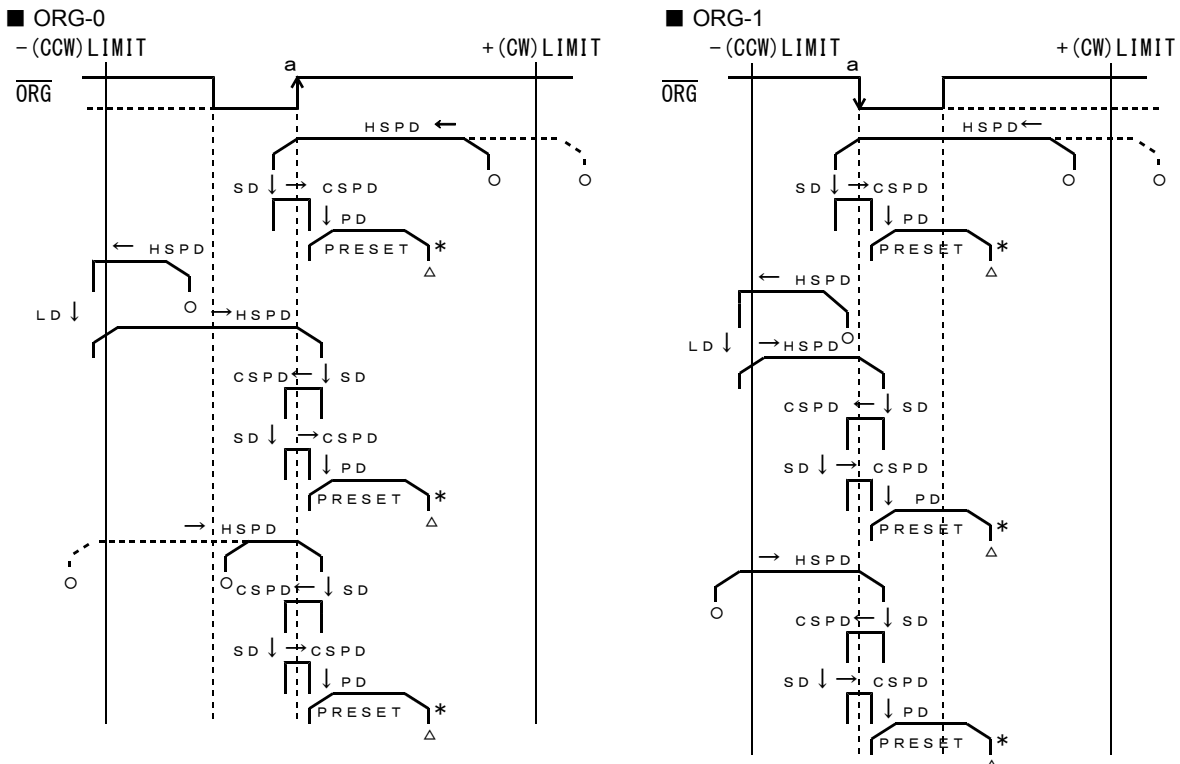 ■ ORG-0
−(CCW)LIMIT +(CW)LIMIT
a
ORG
HSPD ←
SD ↓ → CSPD
↓ PD
PRESET *
△
← HSPD
LD ↓ → HSPD
CSPD ← ↓ SD
SD ↓ → CSPD
↓ PD
PRESET *
△
→ HSPD
CSPD ← ↓ SD
SD ↓ → CSPD
↓ PD
PRESET *
△
■ ORG-1
−(CCW)LIMIT +(CW)LIMIT
a
ORG
HSPD ←
SD ↓ → CSPD
↓ PD
PRESET *
△
← HSPD
LD ↓ → HSPD
CSPD ← ↓ SD
SD ↓ → CSPD
↓ PD
PRESET *
△
→ HSPD
CSPD ← ↓ SD
SD ↓ → CSPD
↓ PD
PRESET *
△